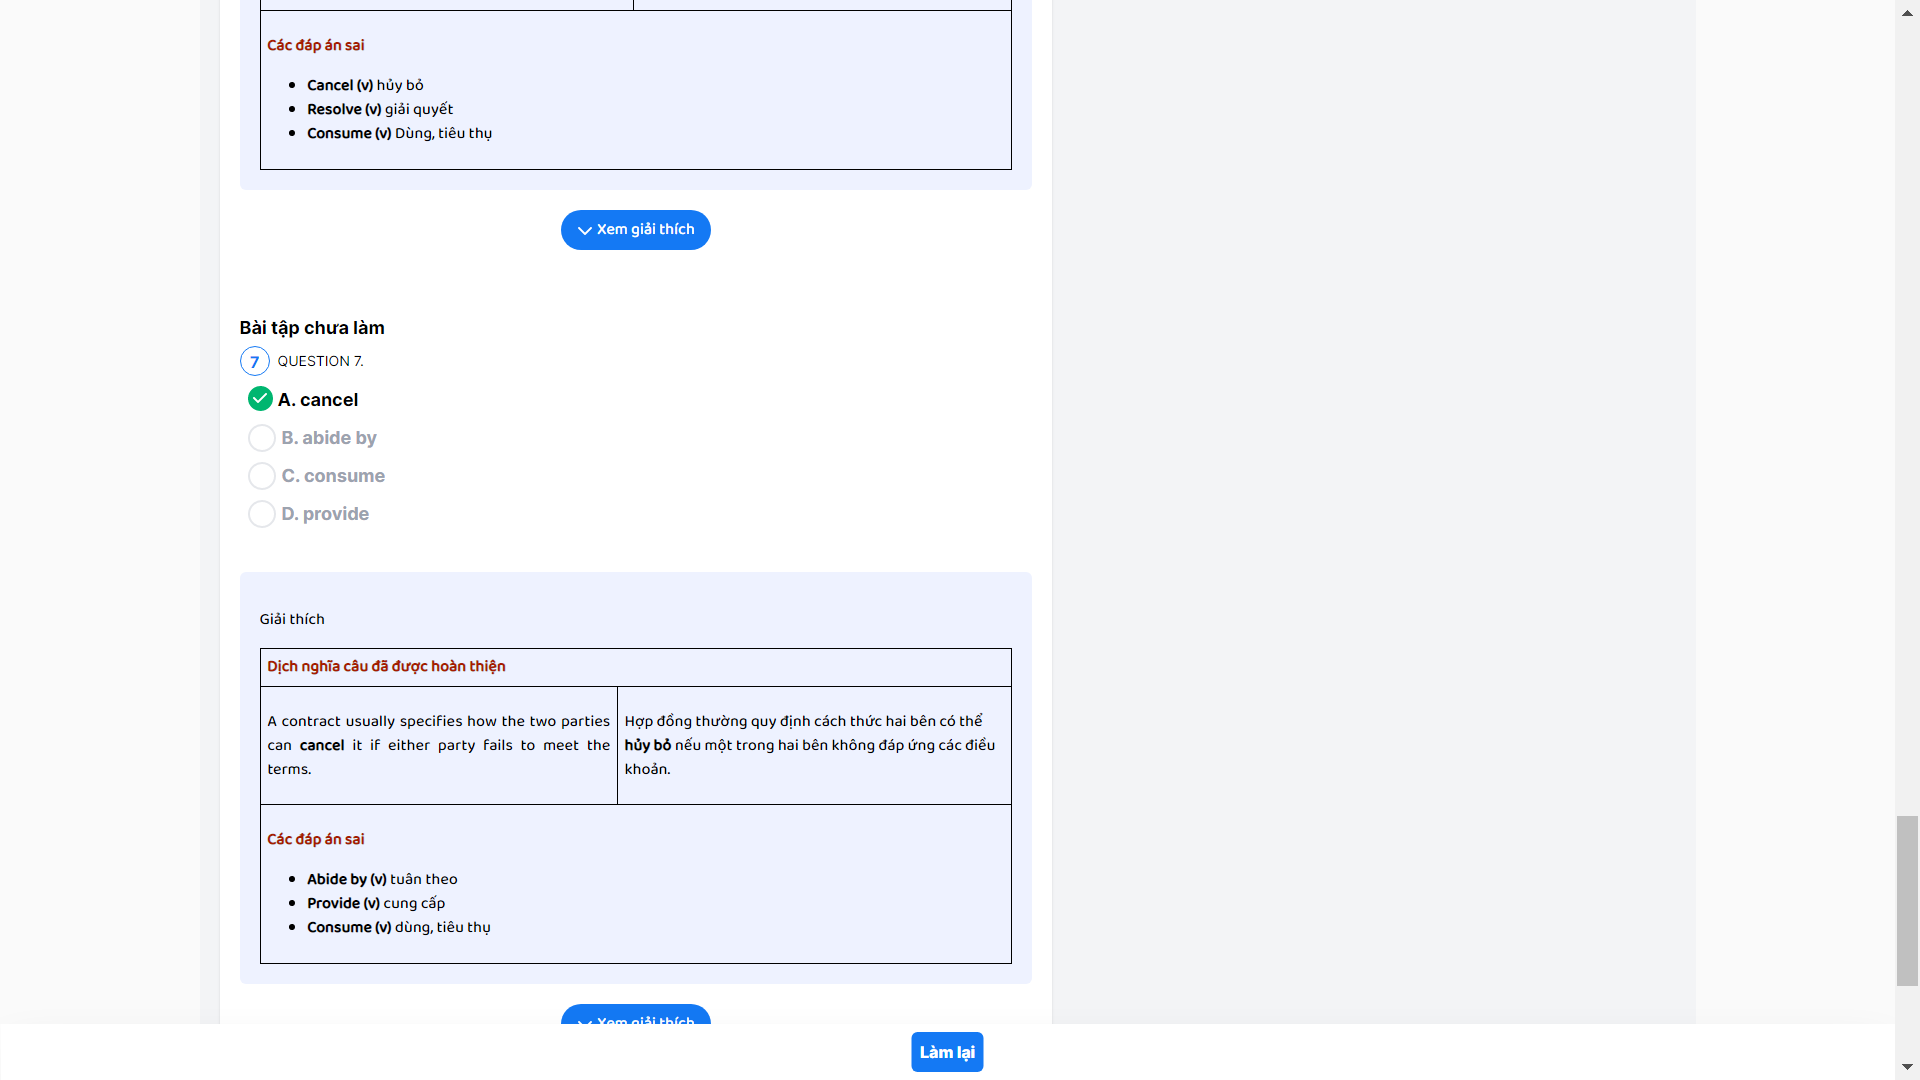 Các đáp án sai
Cancel (v) hủy bỏ
Resolve (v) giải quyết
Consume (v) Dùng, tiêu thụ
Xem giải thích
Bài tập chưa làm
7 QUESTION 7.
A. cancel
B. abide by
C. consume
D. provide
Giải thích
Dịch nghĩa câu đã được hoàn thiện
A contract usually specifies how the two parties
can cancel it if either party fails to meet the
terms.
Hợp đồng thường quy định cách thức hai bên có thể
hủy bỏ nếu một trong hai bên không đáp ứng các điều
khoản.
Các đáp án sai
Abide by (v) tuân theo
Provide (v) cung cấp
Consume (v) dùng, tiêu thụ
Xem giải thích
Làm lại